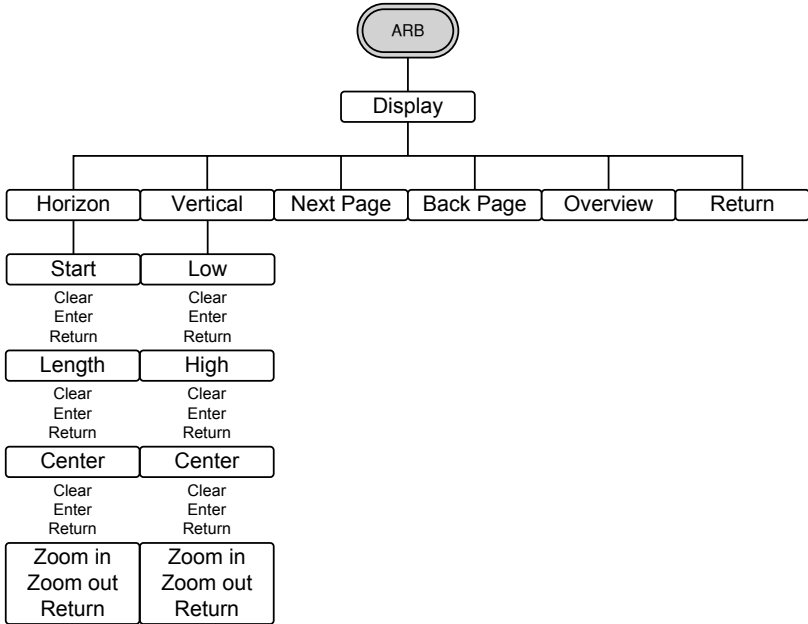 ARB
Display
Horizon
Vertical
Next Page
Back Page
Overview
Return
Start
Clear
Enter
Return
Length
Clear
Enter
Return
Center
Clear
Enter
Return
Zoom in
Zoom out
Return
Low
Clear
Enter
Return
High
Clear
Enter
Return
Center
Clear
Enter
Return
Zoom in
Zoom out
Return